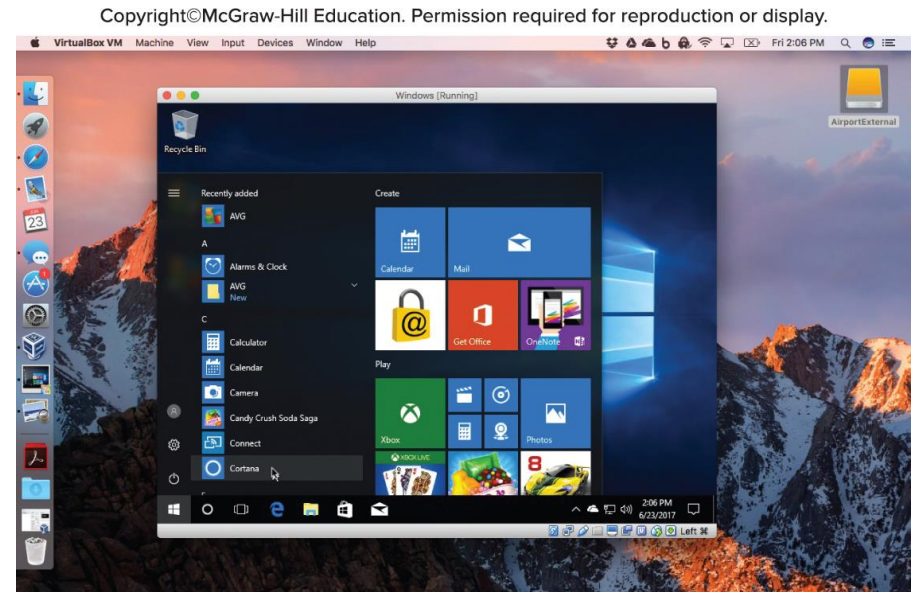 Copyright©McGraw-Hill Education. Permission required for reproduction or display.
VirtualBox VM Machine View Input Devices Window Help Fri 2:06 PM
Windows [Running]
AirportExternal
Recycle Bin
Recently added
AVG
A
Alarms & Clock
AVG
New
C
Calculator
Calendar
Camera
Candy Crush Soda Saga
Connect
Cortana
Create
Calendar
Mail
@
Get Office
OneNote
Play
Xbox
Photos
XBOX LIVE
8
23
1
2:06 PM
6/23/2017
Left ⌘